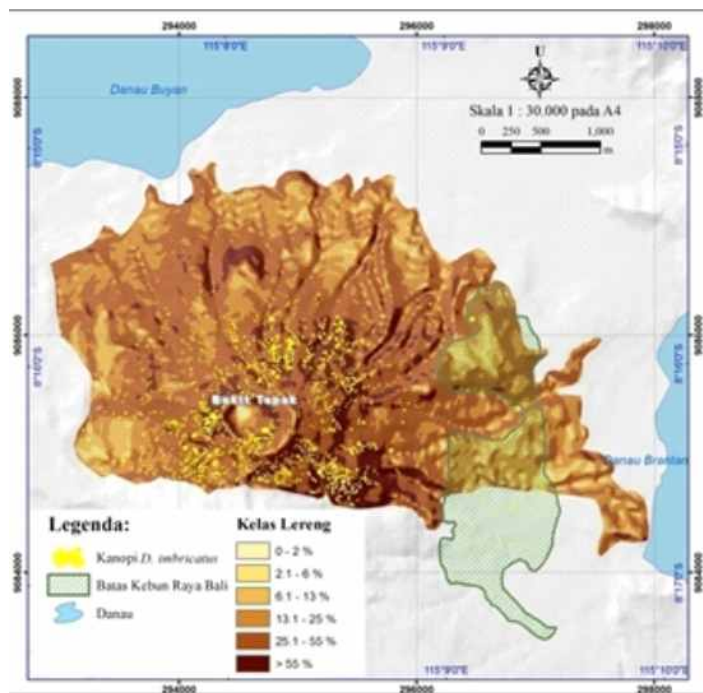 294000
296000
298000
115°8'0"E
115°9'0"E
115°10'0"E
Danau Buyan
U
Skala 1 : 30.000 pada A4
0 250 500 1,000
m
9088000
9088000
8°15'0"S
8°15'0"S
9086000
9086000
8°16'0"S
8°16'0"S
Bukit Tapak
Danau Bratan
Legenda:
Kanopi D. imbricatus
Batas Kebun Raya Bali
Danau
Kelas Lereng
0 - 2 %
2.1 - 6 %
6.1 - 13 %
13.1 - 25 %
25.1 - 55 %
> 55 %
9084000
9084000
8°17'0"S
115°9'0"E
115°10'0"E
294000
296000
298000